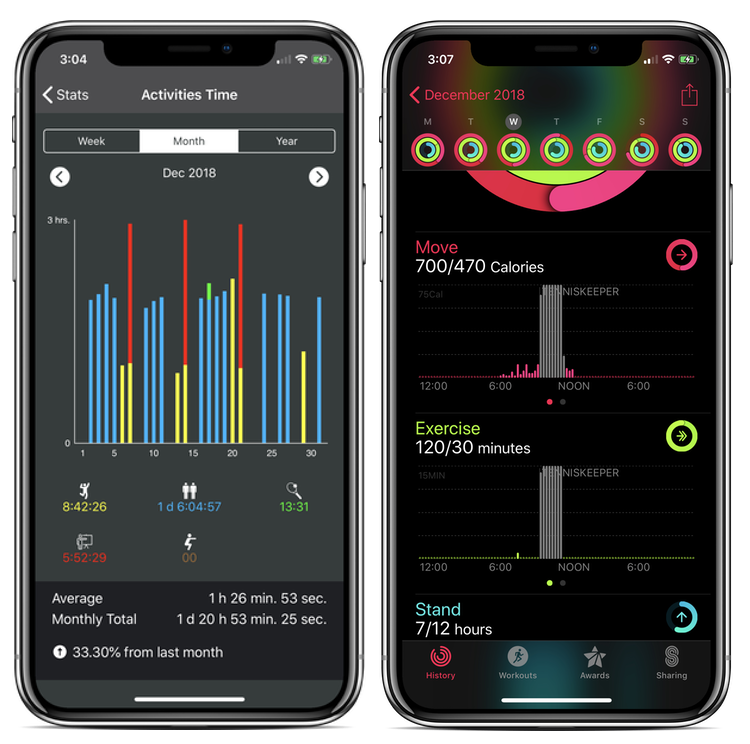 3:04
Stats
Activities Time
Week Month Year
Dec 2018
3 hrs.
0
1 5 10 15 20 25 30
8:42:26 1 d 6:04:57 13:31
5:52:29 00
Average 1 h 26 min. 53 sec.
Monthly Total 1 d 20 h 53 min. 25 sec.
33.30% from last month
3:07
December 2018
M T W T F S S
Move
700/470 Calories
75Cal NISKEEPER
12:00 6:00 NOON 6:00
Exercise
120/30 minutes
15MIN NISKEEPER
12:00 6:00 NOON 6:00
Stand
7/12 hours
History Workouts Awards Sharing